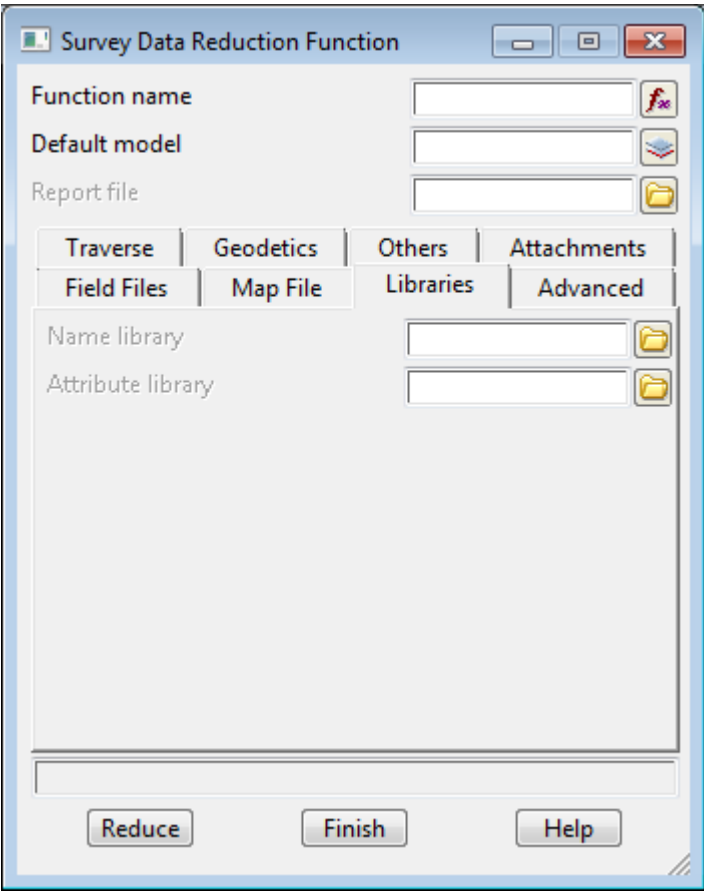 Survey Data Reduction Function
Function name
Default model
Report file
Traverse Geodetics Others Attachments
Field Files Map File Libraries Advanced
Name library
Attribute library
Reduce Finish Help